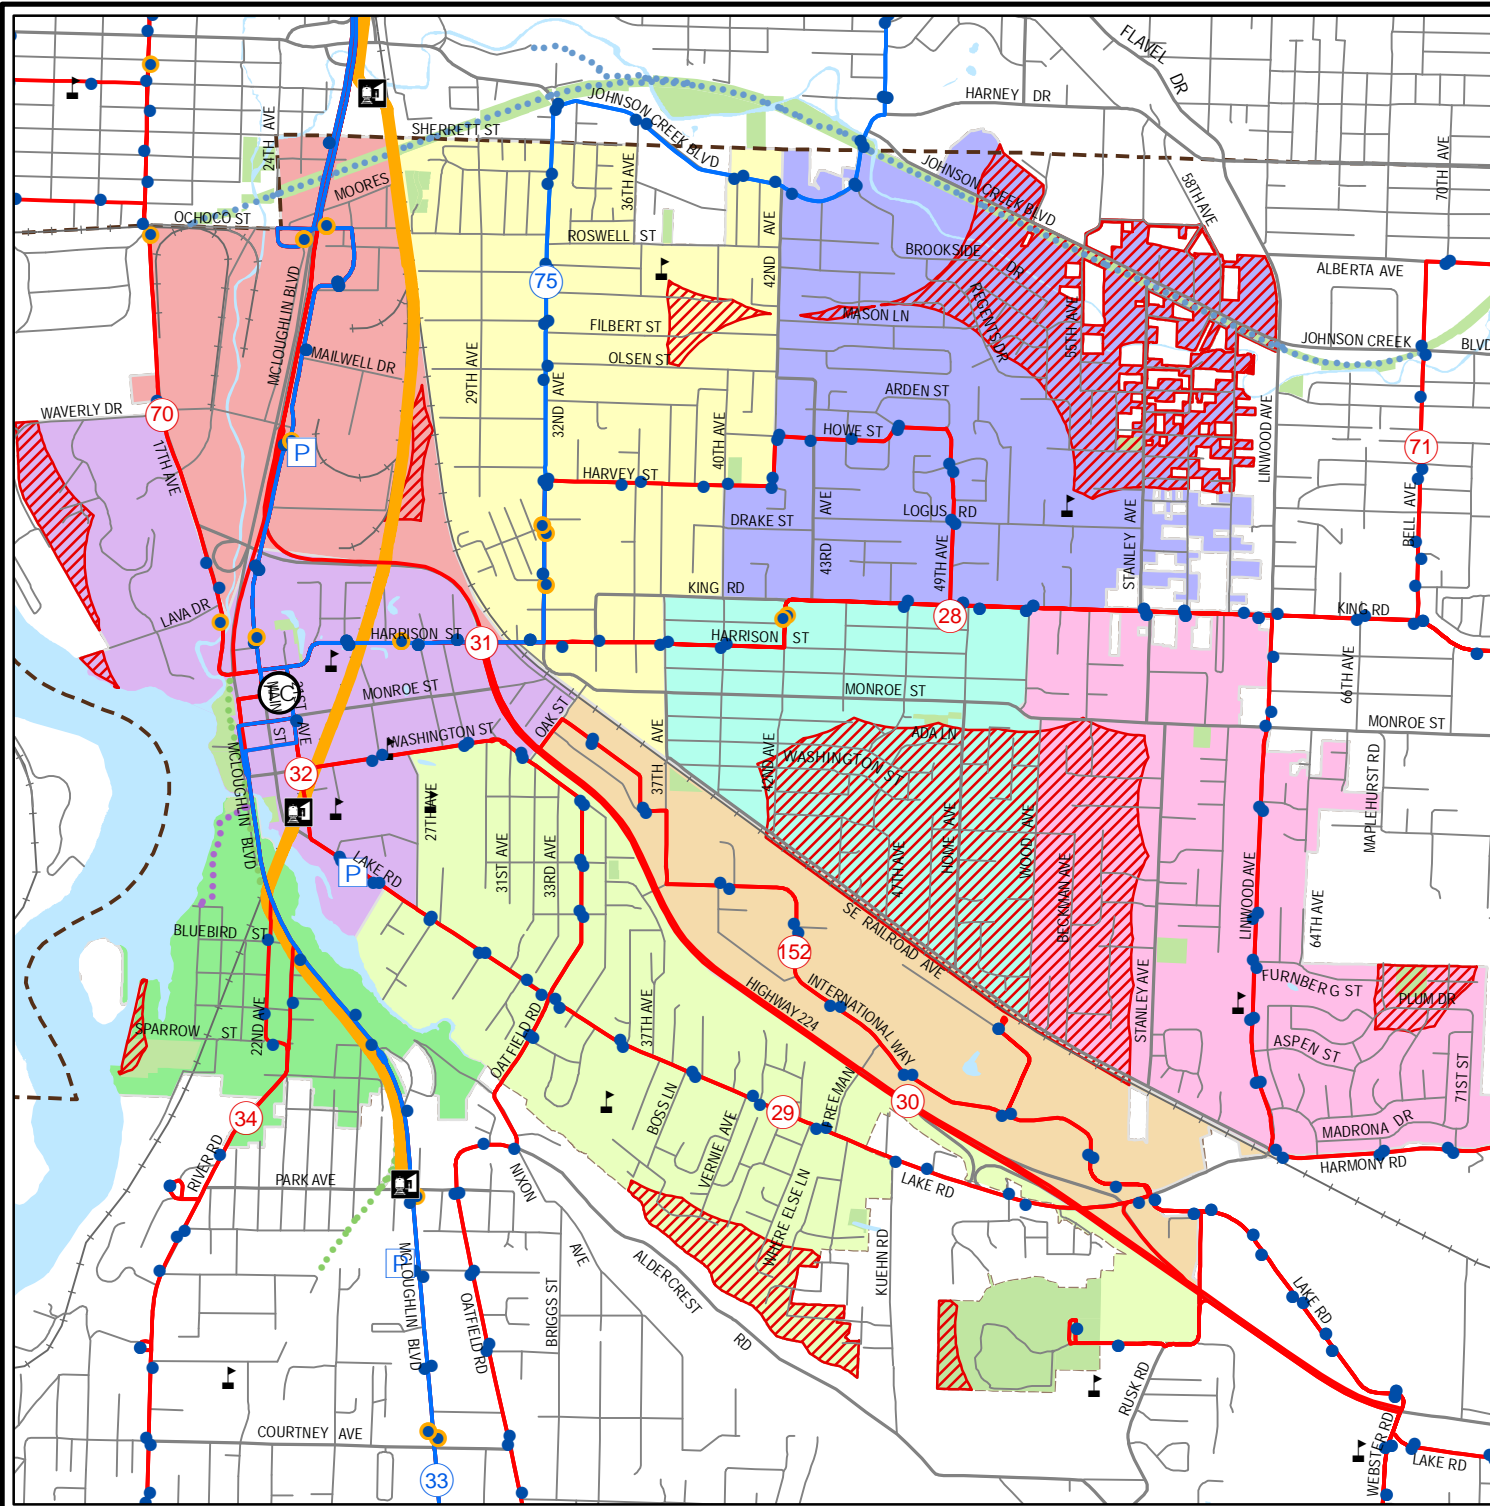 FLAVEL DR
HARNEY DR
JOHNSON CREEK BLVD
24TH AVE
SHERRETT ST
36TH AVE
70TH AVE
MOORES
JOHNSON CREEK BLVD
58TH AVE
OCHOCO ST
ROSWELL ST
42ND AVE
BROOKSIDE DR
ALBERTA AVE
75
MCLOUGHLIN BLVD
REGENTS DR
MASON LN
FILBERT ST
55TH AVE
JOHNSON CREEK BLVD
MAILWELL DR
29TH AVE
OLSEN ST
32ND AVE
ARDEN ST
WAVERLY DR
70
17TH AVE
40TH AVE
HOWE ST
LINWOOD AVE
71
P
HARVEY ST
43RD AVE
LOGUS RD
DRAKE ST
STANLEY AVE
BELL AVE
49TH AVE
KING RD
LAVA DR
28
KING RD
HARRISON ST
31
HARRISON ST
66TH AVE
TC
MAIN ST
21ST AVE
MONROE ST
MONROE ST
MONROE ST
OAK ST
WASHINGTON ST
37TH AVE
42ND AVE
ADA LN
WASHINGTON ST
MCLOUGHLIN BLVD
32
27TH AVE
MAPLEHURST RD
31ST AVE
33RD AVE
47TH AVE
HOME AVE
WOOD AVE
BECKMAN AVE
LINWOOD AVE
64TH AVE
P
LAKE RD
SE RAILROAD AVE
BLUEBIRD ST
152
FURNBERG ST
PLUM DR
HIGHWAY 224
INTERNATIONAL WAY
STANLEY AVE
SPARROW ST
22ND AVE
OATFIELD RD
37TH AVE
ASPEN ST
71ST ST
BOSS LN
VERNIE AVE
29
FREEMAN
30
34
MADRONA DR
RIVER RD
PARK AVE
NIXON AVE
WHERE ELSE LN
LAKE RD
HARMONY RD
P
MCLOUGHLIN BLVD
OATFIELD RD
BRIGGS ST
ALDERCREST RD
KUEHN RD
LAKE RD
RUSK RD
COURTNEY AVE
WEBSTER RD
LAKE RD
33